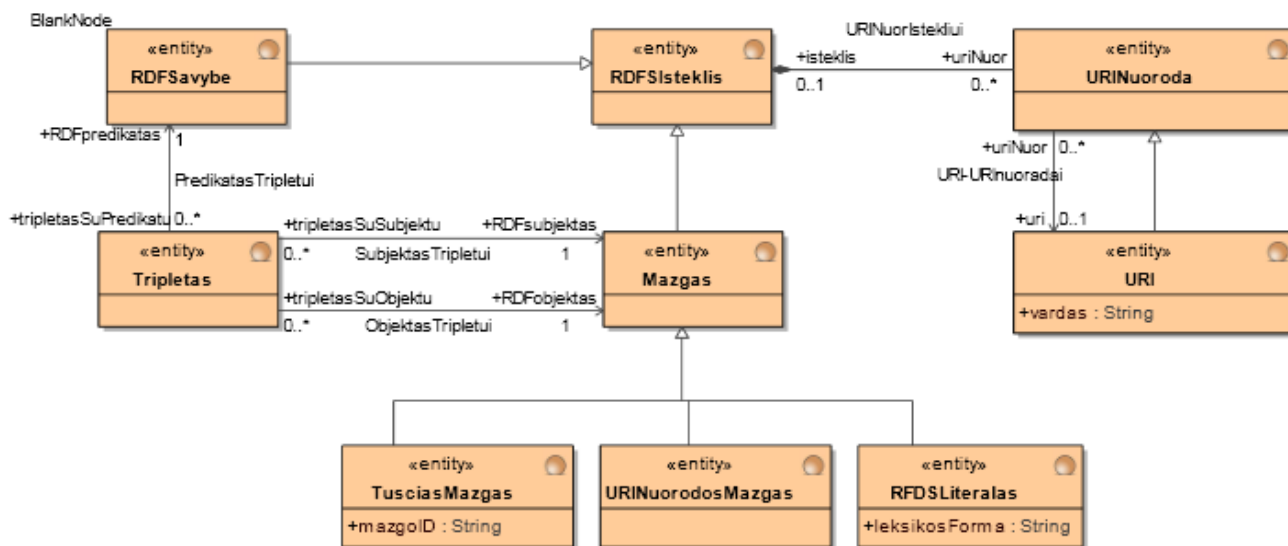 BlankNode
«entity»
RDFSavybe
«entity»
RDFSIsteklis
URINuorIstekliui
+isteklis
+uriNuor
0..1
0..*
«entity»
URINuoroda
+RDFpredikatas
1
PredikatasTripletui
+tripletasSuPredikatu
0..*
+uriNuor
0..*
URI-URInuoradai
+uri
0..1
«entity»
Tripletas
+tripletasSuSubjektu
+RDFsubjektas
0..*
SubjektasTripletui
1
+tripletasSuObjektu
+RDFobjektas
0..*
ObjektasTripletui
1
«entity»
Mazgas
«entity»
URI
+vardas : String
«entity»
TusciasMazgas
+mazgoID : String
«entity»
URINuorodosMazgas
«entity»
RFDSLiteralas
+leksikosForma : String